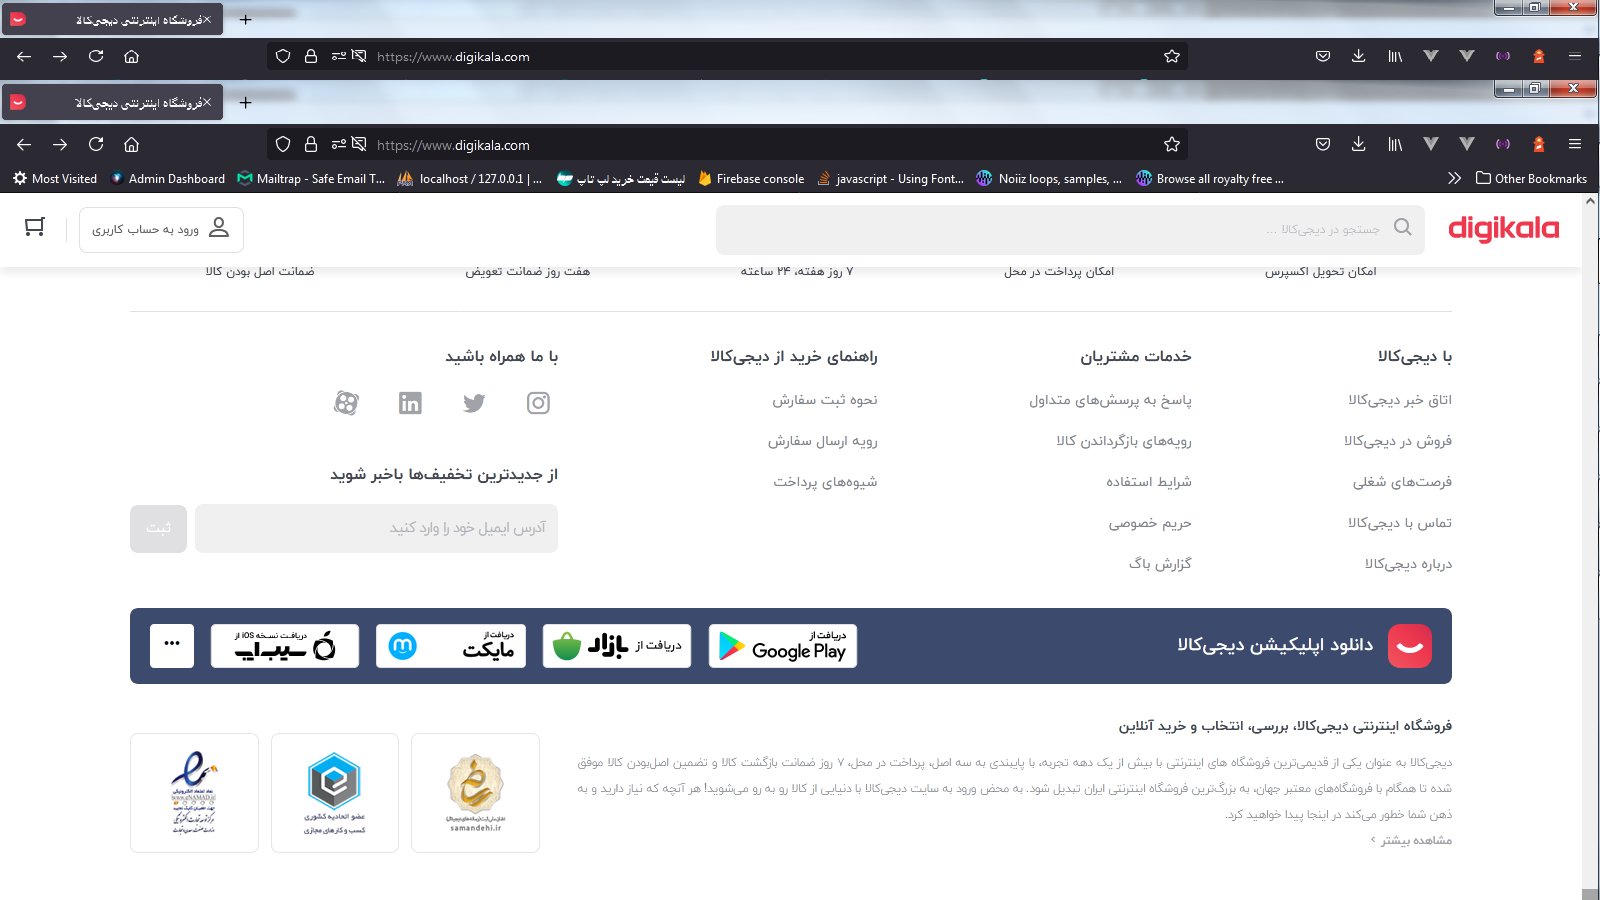 فروشگاه اینترنتی دیجی‌کالا
https://www.digikala.com
فروشگاه اینترنتی دیجی‌کالا
https://www.digikala.com
Most Visited
Admin Dashboard
Mailtrap - Safe Email T...
localhost / 127.0.0.1 | ...
لیست قیمت خرید لپ تاپ
Firebase console
javascript - Using Font...
Noiiz loops, samples, ...
Browse all royalty free ...
Other Bookmarks
digikala
جستجو در دیجی‌کالا ...
ورود به حساب کاربری
امکان تحویل اکسپرس
امکان پرداخت در محل
۷ روز هفته، ۲۴ ساعته
هفت روز ضمانت تعویض
ضمانت اصل بودن کالا
با دیجی‌کالا
اتاق خبر دیجی‌کالا
فروش در دیجی‌کالا
فرصت‌های شغلی
تماس با دیجی‌کالا
درباره دیجی‌کالا
خدمات مشتریان
پاسخ به پرسش‌های متداول
رویه‌های بازگرداندن کالا
شرایط استفاده
حریم خصوصی
گزارش باگ
راهنمای خرید از دیجی‌کالا
نحوه ثبت سفارش
رویه ارسال سفارش
شیوه‌های پرداخت
با ما همراه باشید
in
از جدیدترین تخفیف‌ها باخبر شوید
آدرس ایمیل خود را وارد کنید
ثبت
دانلود اپلیکیشن دیجی‌کالا
دریافت از
Google Play
دریافت از بازار
دریافت از
مایکت
دریافت نسخه iOS از
سیب‌اپ
فروشگاه اینترنتی دیجی‌کالا، بررسی، انتخاب و خرید آنلاین
دیجی‌کالا به عنوان یکی از قدیمی‌ترین فروشگاه های اینترنتی با بیش از یک دهه تجربه، با پایبندی به سه اصل، پرداخت در محل، ۷ روز ضمانت بازگشت کالا و تضمین اصل‌بودن کالا موفق
شده تا همگام با فروشگاه‌های معتبر جهان، به بزرگ‌ترین فروشگاه اینترنتی ایران تبدیل شود. به محض ورود به سایت دیجی‌کالا با دنیایی از کالا رو به رو می‌شوید! هر آنچه که نیاز دارید و به
ذهن شما خطور می‌کند در اینجا پیدا خواهید کرد.
مشاهده بیشتر
samandehi.ir
عضو اتحادیه کشوری
کسب و کارهای مجازی
نماد اعتماد الکترونیکی
www.eNAMAD.ir